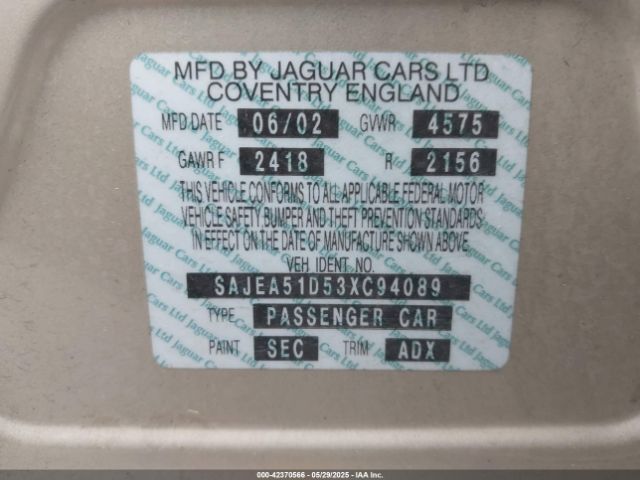 MFD BY JAGUAR CARS LTD
COVENTRY ENGLAND
MFD DATE 06/02 GVWR 4575
GAWR F 2418 R 2156
THIS VEHICLE CONFORMS TO ALL APPLICABLE FEDERAL MOTOR
VEHICLE SAFETY BUMPER AND THEFT PREVENTION STANDARDS
IN EFFECT ON THE DATE OF MANUFACTURE SHOWN ABOVE.
VEH IDENT NO.
SAJEA51D53XC94089
TYPE PASSENGER CAR
PAINT SEC TRIM ADX
000-42370566 - 05/29/2025 - IAAI.COM